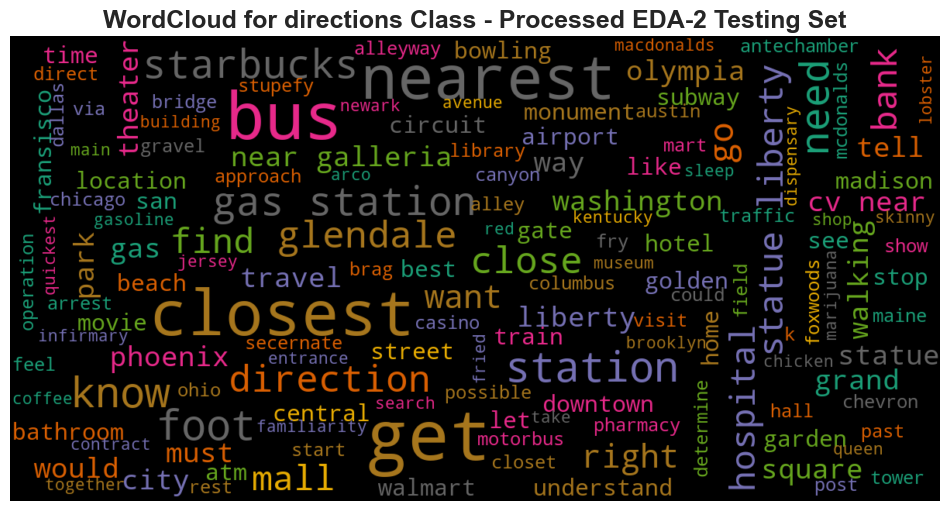 WordCloud for directions Class - Processed EDA-2 Testing Set
time
direct
via
dallas
fransisco
theater
bridge
building
main
gravel
starbucks
stupefy
alleyway
bowling
nearest
newark
avenue
bus
circuit
monument
macdonalds
olympia
subway
austin
airport
antechamber
liberty
need
mcdonalds
bank
lobster
go
tell
dispensary
near galleria
library
way
like
mart
sleep
location
chicago
san
approach
arco
canyon
madison
gasoline
gas station
alley
washington
kentucky
traffic
cv near
shop
skinny
operation
quickest
park
gas
find
glendale
red
gate
fry
hotel
statue
see
show
walking
jersey
close
museum
field
marijuana
foxwoods
stop
beach
travel
brag
best
columbus
golden
could
arrest
closest
want
casino
liberty
visit
home
k
maine
infirmary
movie
secernate
train
brooklyn
hospital
statue
feel
phoenix
entrance
street
fried
station
chicken
coffee
know
ohio
direction
possible
grand
chevron
bathroom
foot
central
search
let
take
downtown
determine
hall
past
contract
familiarity
get
motorbus
pharmacy
garden
queen
would
must
start
closet
right
square
tower
together
city
rest
atm
mall
walmart
understand
post